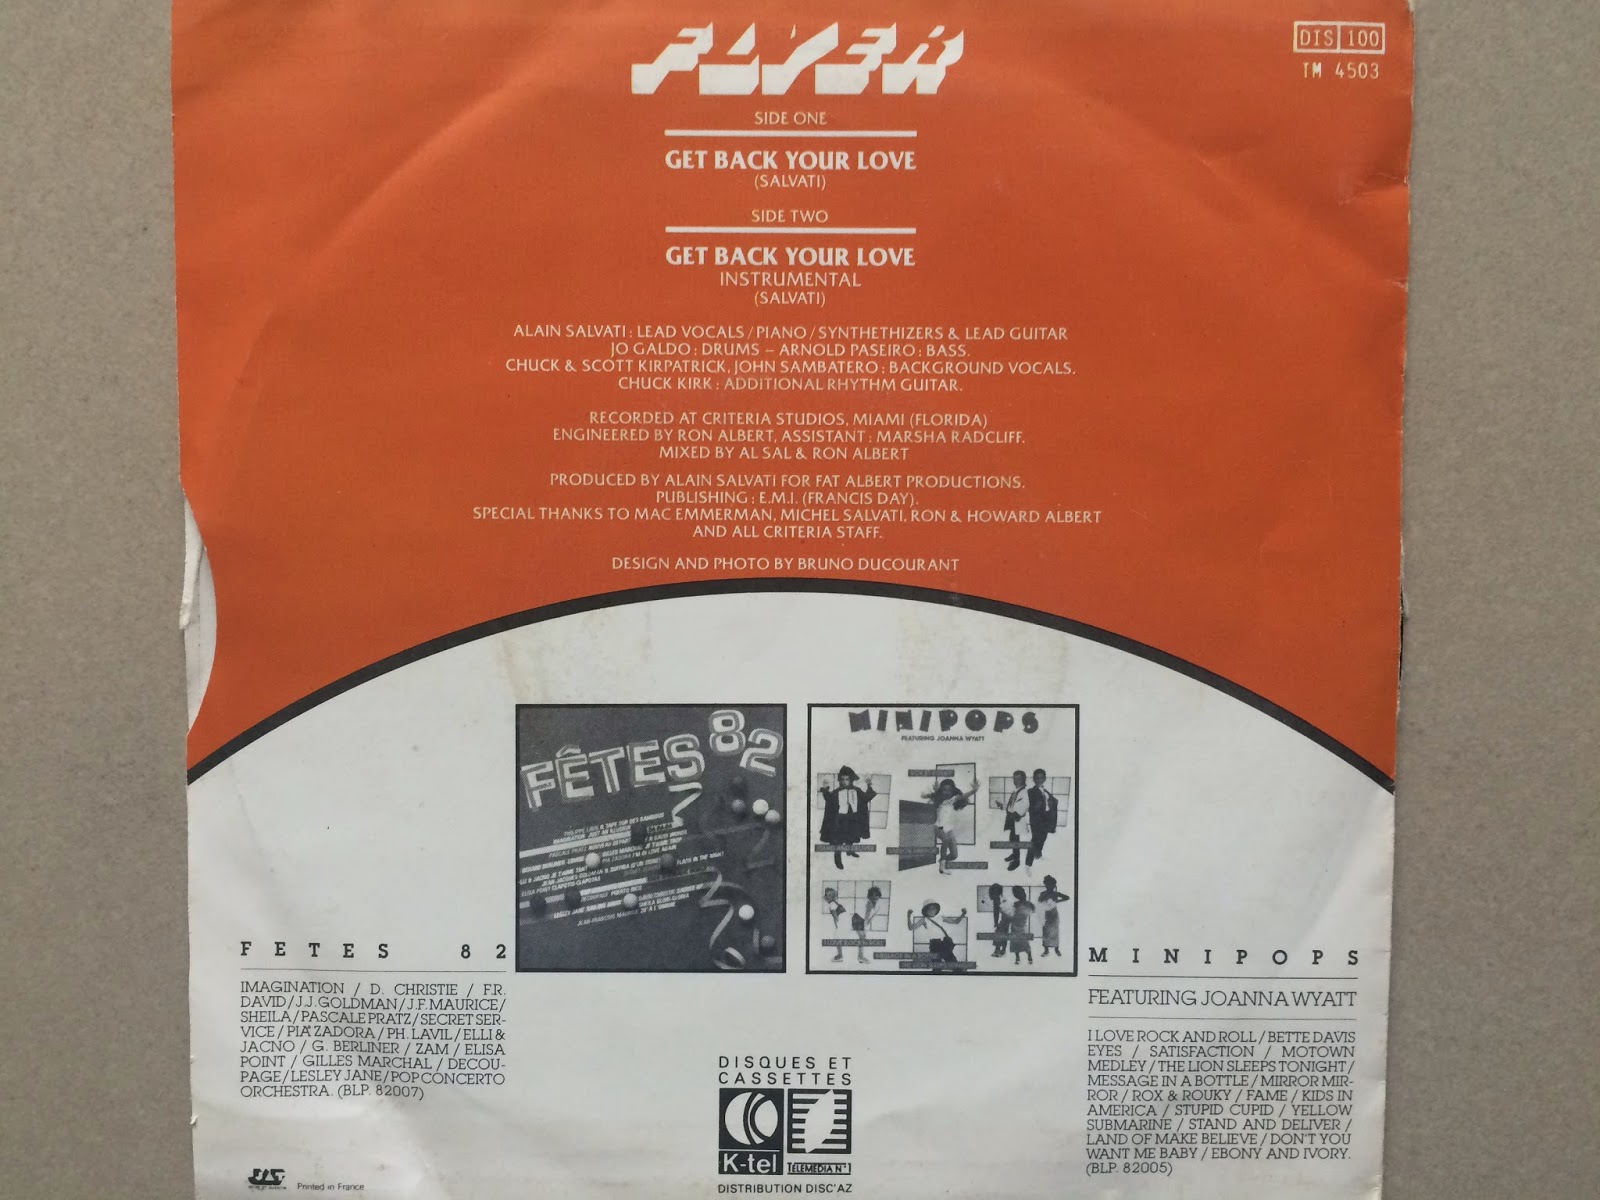 FLYER
DIS 100
TM 4503
SIDE ONE
GET BACK YOUR LOVE
(SALVATI)
SIDE TWO
GET BACK YOUR LOVE
INSTRUMENTAL
(SALVATI)
ALAIN SALVATI : LEAD VOCALS / PIANO / SYNTHETHIZERS & LEAD GUITAR
JO GALDO : DRUMS – ARNOLD PASEIRO : BASS.
CHUCK & SCOTT KIRPATRICK, JOHN SAMBATERO : BACKGROUND VOCALS.
CHUCK KIRK : ADDITIONAL RHYTHM GUITAR.
RECORDED AT CRITERIA STUDIOS, MIAMI (FLORIDA)
ENGINEERED BY RON ALBERT, ASSISTANT : MARSHA RADCLIFF.
MIXED BY AL SAL & RON ALBERT
PRODUCED BY ALAIN SALVATI FOR FAT ALBERT PRODUCTIONS.
PUBLISHING : E.M.I. (FRANCIS DAY).
SPECIAL THANKS TO MAC EMMERMAN, MICHEL SALVATI, RON & HOWARD ALBERT
AND ALL CRITERIA STAFF.
DESIGN AND PHOTO BY BRUNO DUCOURANT
FÊTES 82
MINIPOPS
FEATURING JOANNA WYATT
FETES 82
IMAGINATION / D. CHRISTIE / F.R.
DAVID / J.J. GOLDMAN / J.F. MAURICE /
SHEILA / PASCALE PRATZ / SECRET SER-
VICE / PIA ZADORA / PH. LAVIL / ELLI &
JACNO / G. BERLINER / ZAM / ELISA
POINT / GILLES MARCHAL / DECOU-
PAGE / LESLEY JANE / POP CONCERTO
ORCHESTRA. (BLP. 82007)
MINIPOPS
FEATURING JOANNA WYATT
I LOVE ROCK AND ROLL / BETTE DAVIS
EYES / SATISFACTION / MOTOWN
MEDLEY / THE LION SLEEPS TONIGHT /
MESSAGE IN A BOTTLE / MIRROR MIR-
ROR / ROX & ROUKY / FAME / KIDS IN
AMERICA / STUPID CUPID / YELLOW
SUBMARINE / STAND AND DELIVER /
LAND OF MAKE BELIEVE / DON'T YOU
WANT ME BABY / EBONY AND IVORY.
(BLP. 82005)
DISQUES ET
CASSETTES
K-tel
TELEMEDIA N° 1
DISTRIBUTION DISC'AZ
Printed in France